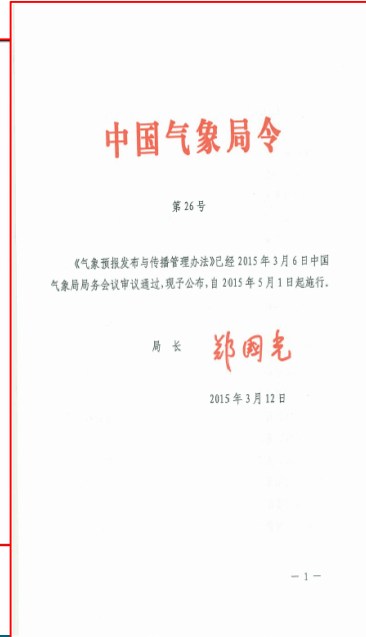 中国气象局令
第26号
《气象预报发布与传播管理办法》已经2015年3月6日中国
气象局局务会议审议通过,现予公布,自2015年5月1日起施行。
局 长 郑国光
2015年3月12日
— 1 —